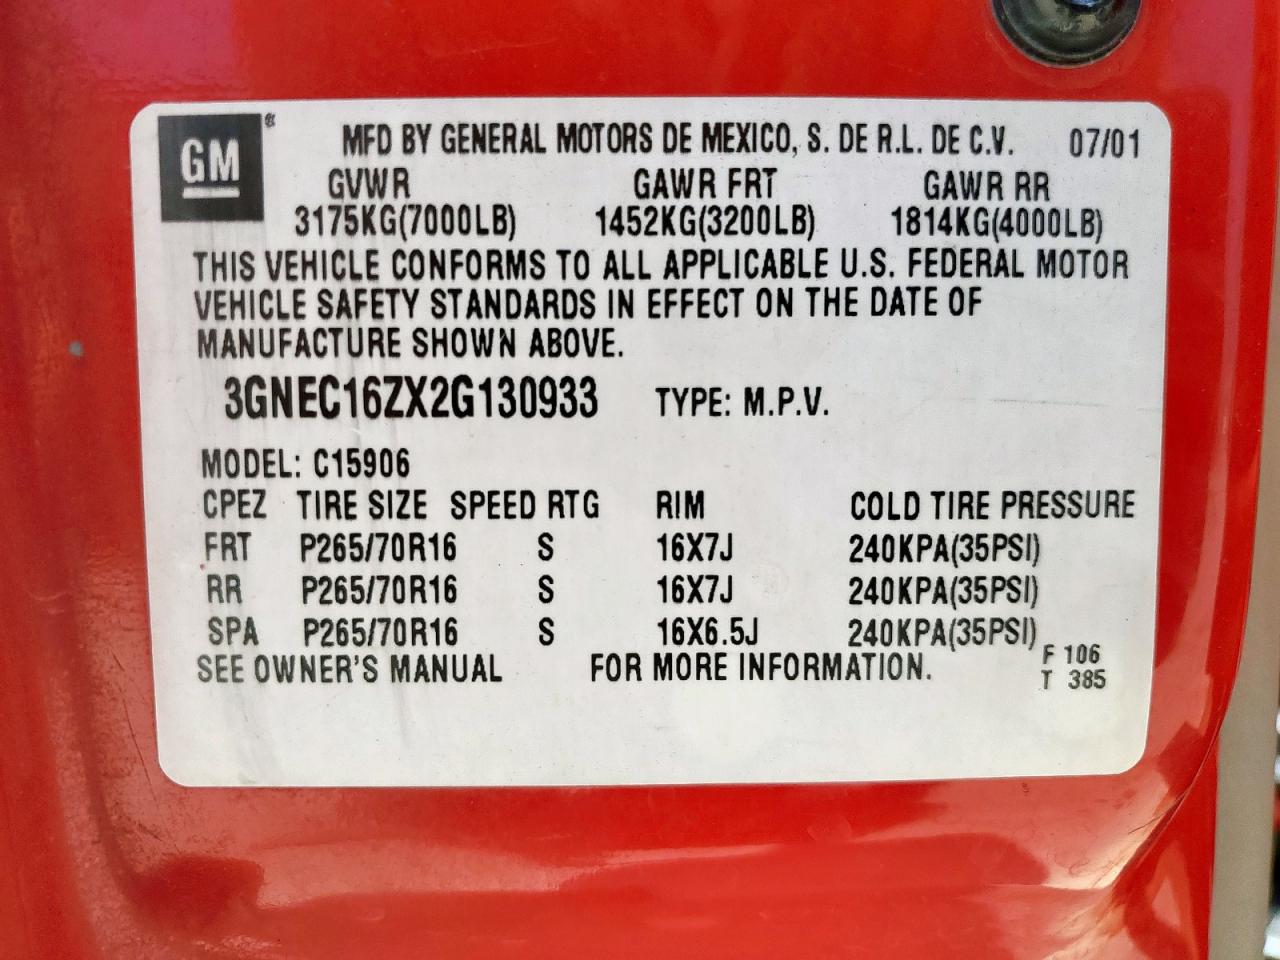 GM ®
MFD BY GENERAL MOTORS DE MEXICO, S. DE R.L. DE C.V. 07/01
GVWR GAWR FRT GAWR RR
3175KG(7000LB) 1452KG(3200LB) 1814KG(4000LB)
THIS VEHICLE CONFORMS TO ALL APPLICABLE U.S. FEDERAL MOTOR
VEHICLE SAFETY STANDARDS IN EFFECT ON THE DATE OF
MANUFACTURE SHOWN ABOVE.
3GNEC16ZX2G130933 TYPE: M.P.V.
MODEL: C15906
CPEZ TIRE SIZE SPEED RTG RIM COLD TIRE PRESSURE
FRT P265/70R16 S 16X7J 240KPA(35PSI)
RR P265/70R16 S 16X7J 240KPA(35PSI)
SPA P265/70R16 S 16X6.5J 240KPA(35PSI)
SEE OWNER'S MANUAL FOR MORE INFORMATION.
F 106
T 385